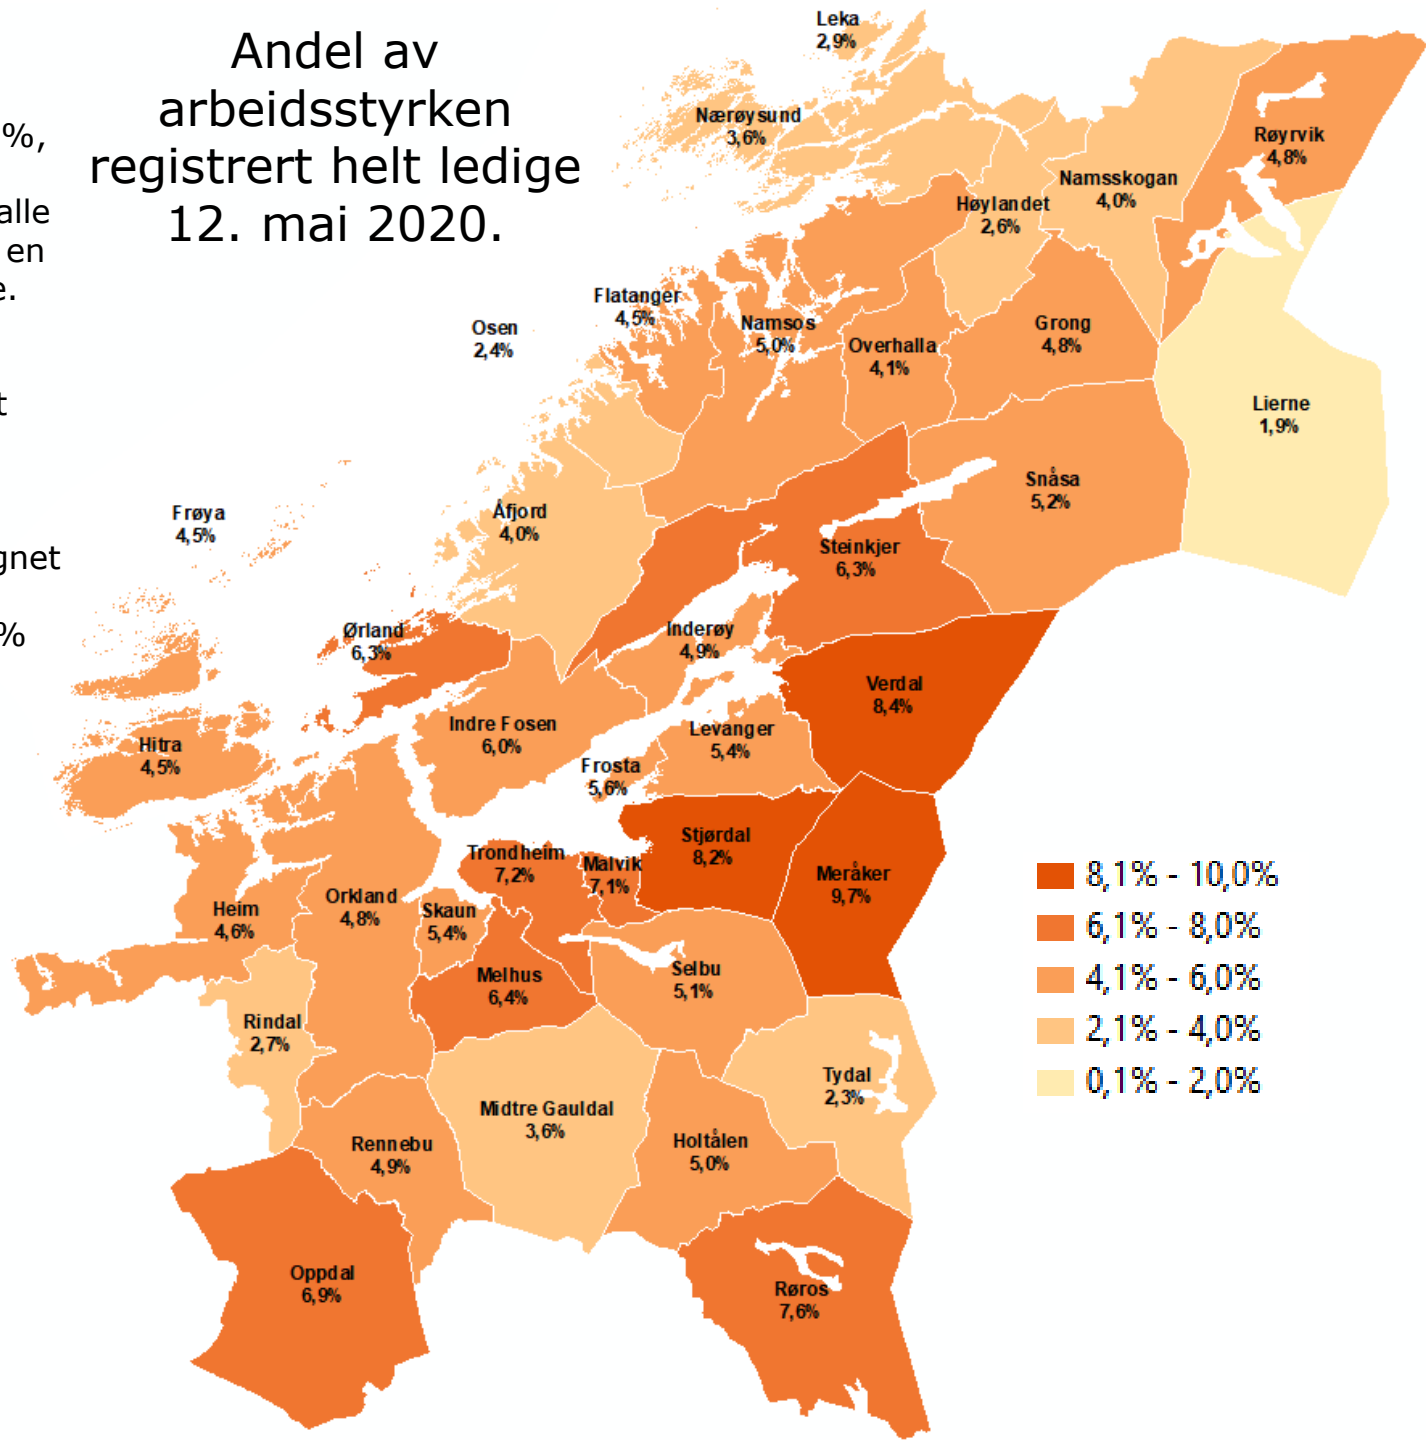 Andel av
arbeidsstyrken
registrert helt ledige
12. mai 2020.
%,
alle
en
e.
t
gnet
%
Leka
2,9%
Nærøysund
3,6%
Røyrvik
4,8%
Namsskogan
4,0%
Høylandet
2,6%
Flatanger
4,5%
Osen
2,4%
Namsos
5,0%
Overhalla
4,1%
Grong
4,8%
Lierne
1,9%
Snåsa
5,2%
Frøya
4,5%
Åfjord
4,0%
Steinkjer
6,3%
Ørland
6,3%
Inderøy
4,9%
Verdal
8,4%
Indre Fosen
6,0%
Levanger
5,4%
Hitra
4,5%
Frosta
5,6%
Stjørdal
8,2%
Trondheim
7,2%
Malvik
7,1%
Meråker
9,7%
Orkland
4,8%
Skaun
5,4%
Heim
4,6%
Melhus
6,4%
Selbu
5,1%
Rindal
2,7%
Tydal
2,3%
Midtre Gauldal
3,6%
Rennebu
4,9%
Holtålen
5,0%
Oppdal
6,9%
Røros
7,6%
8,1% - 10,0%
6,1% - 8,0%
4,1% - 6,0%
2,1% - 4,0%
0,1% - 2,0%